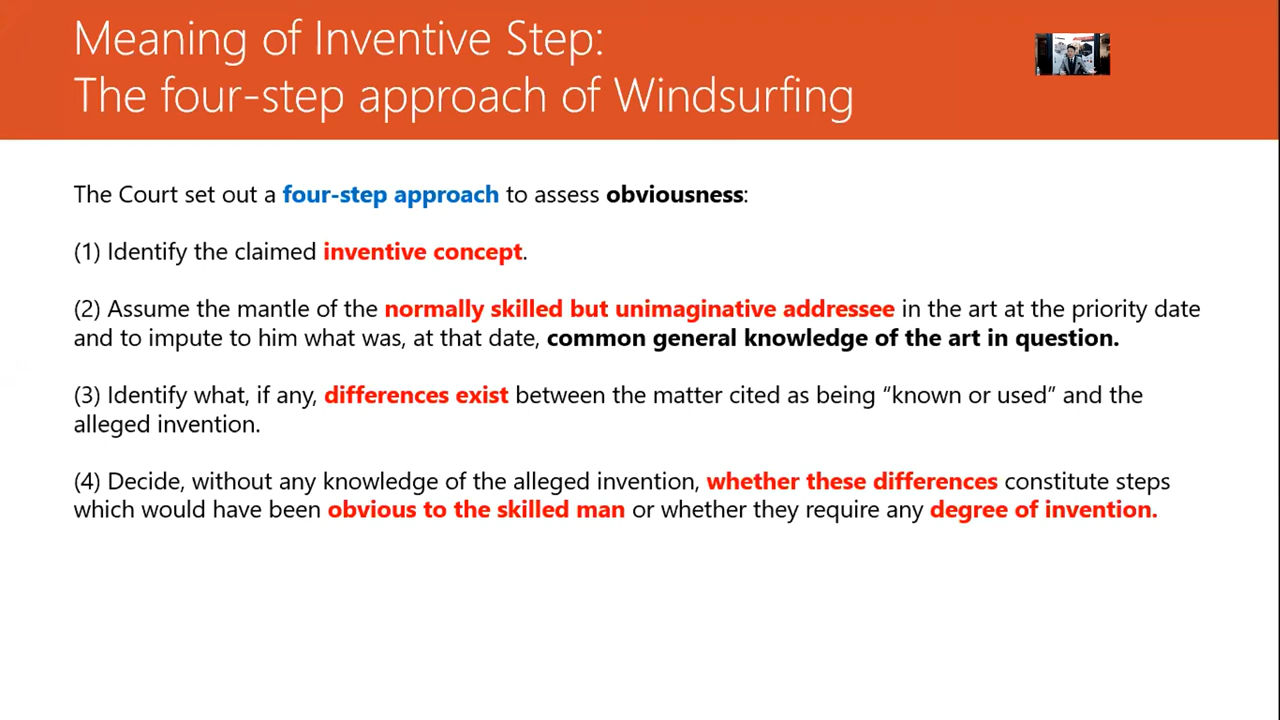 Meaning of Inventive Step:
The four-step approach of Windsurfing
The Court set out a four-step approach to assess obviousness:
(1) Identify the claimed inventive concept.
(2) Assume the mantle of the normally skilled but unimaginative addressee in the art at the priority date
and to impute to him what was, at that date, common general knowledge of the art in question.
(3) Identify what, if any, differences exist between the matter cited as being “known or used” and the
alleged invention.
(4) Decide, without any knowledge of the alleged invention, whether these differences constitute steps
which would have been obvious to the skilled man or whether they require any degree of invention.